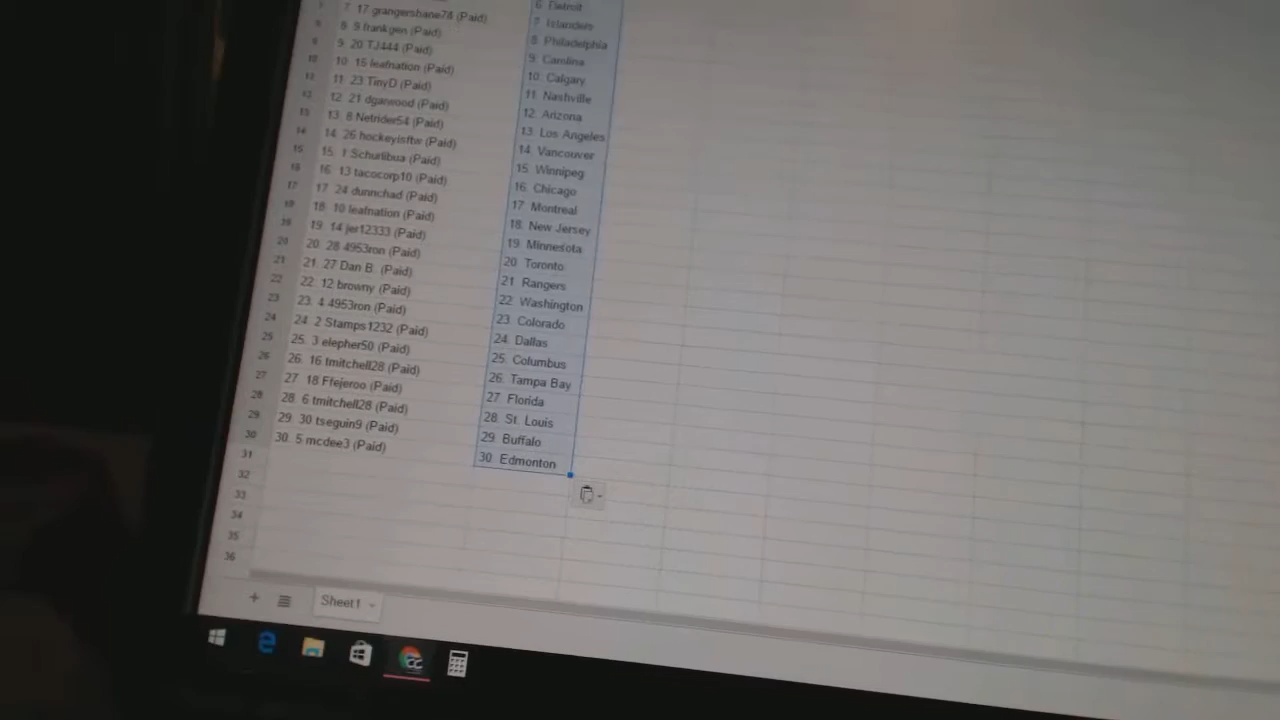 6. Detroit
7. 17 grangershane78 (Paid) 7. Islanders
8. 9 frankgen (Paid) 8. Philadelphia
9. 20 TJ444 (Paid) 9. Carolina
10. 15 leafnation (Paid) 10. Calgary
11. 23 TinyD (Paid) 11. Nashville
12. 21 dgarwood (Paid) 12. Arizona
13. 8 Netrider54 (Paid) 13. Los Angeles
14. 26 hockeyisftw (Paid) 14. Vancouver
15. 1 Schurlibua (Paid) 15. Winnipeg
16. 13 tacocorp10 (Paid) 16. Chicago
17. 24 dunnchad (Paid) 17. Montreal
18. 10 leafnation (Paid) 18. New Jersey
19. 14 jer12333 (Paid) 19. Minnesota
20. 28 4953ron (Paid) 20. Toronto
21. 27 Dan B. (Paid) 21. Rangers
22. 12 browny (Paid) 22. Washington
23. 4 4953ron (Paid) 23. Colorado
24. 2 Stamps1232 (Paid) 24. Dallas
25. 3 elepher50 (Paid) 25. Columbus
26. 16 tmitchell28 (Paid) 26. Tampa Bay
27. 18 Ffejeroo (Paid) 27. Florida
28. 6 tmitchell28 (Paid) 28. St. Louis
29. 30 tseguin9 (Paid) 29. Buffalo
30. 5 mcdee3 (Paid) 30. Edmonton
31
32
33
34
35
36
Sheet1